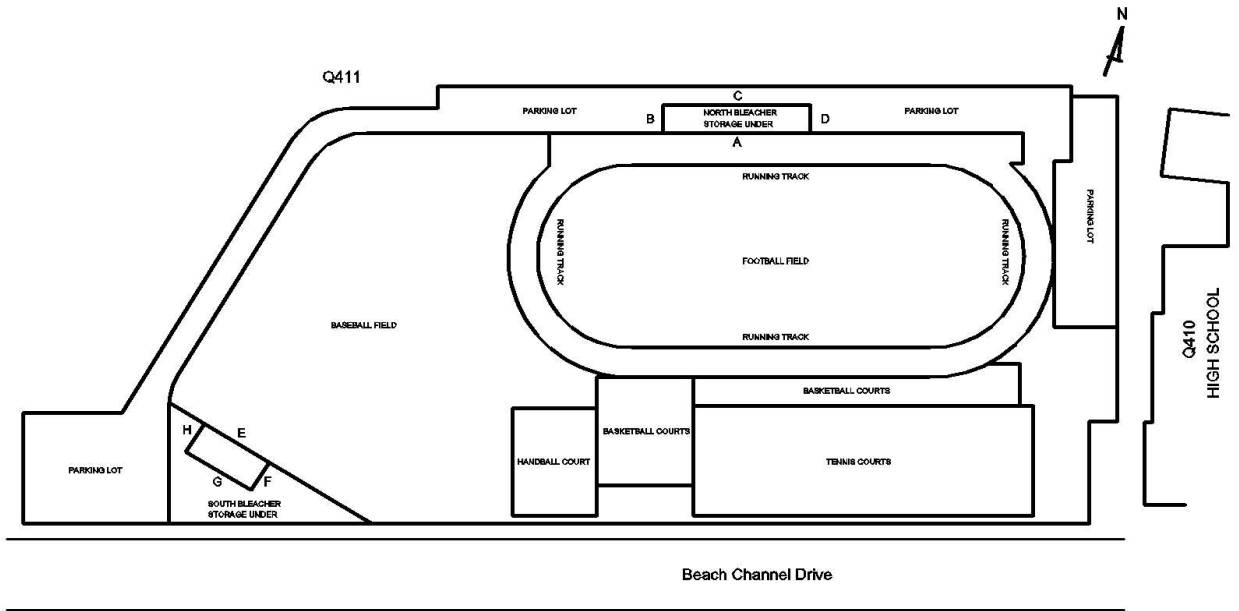 N
Q411
C
PARKING LOT
B
NORTH BLEACHER
STORAGE UNDER
D
PARKING LOT
A
RUNNING TRACK
RUNNING TRACK
RUNNING TRACK
PARKING LOT
FOOTBALL FIELD
BASEBALL FIELD
RUNNING TRACK
Q410
HIGH SCHOOL
BASKETBALL COURTS
H
E
BASKETBALL COURTS
PARKING LOT
HANDBALL COURT
TENNIS COURTS
G
F
SOUTH BLEACHER
STORAGE UNDER
Beach Channel Drive